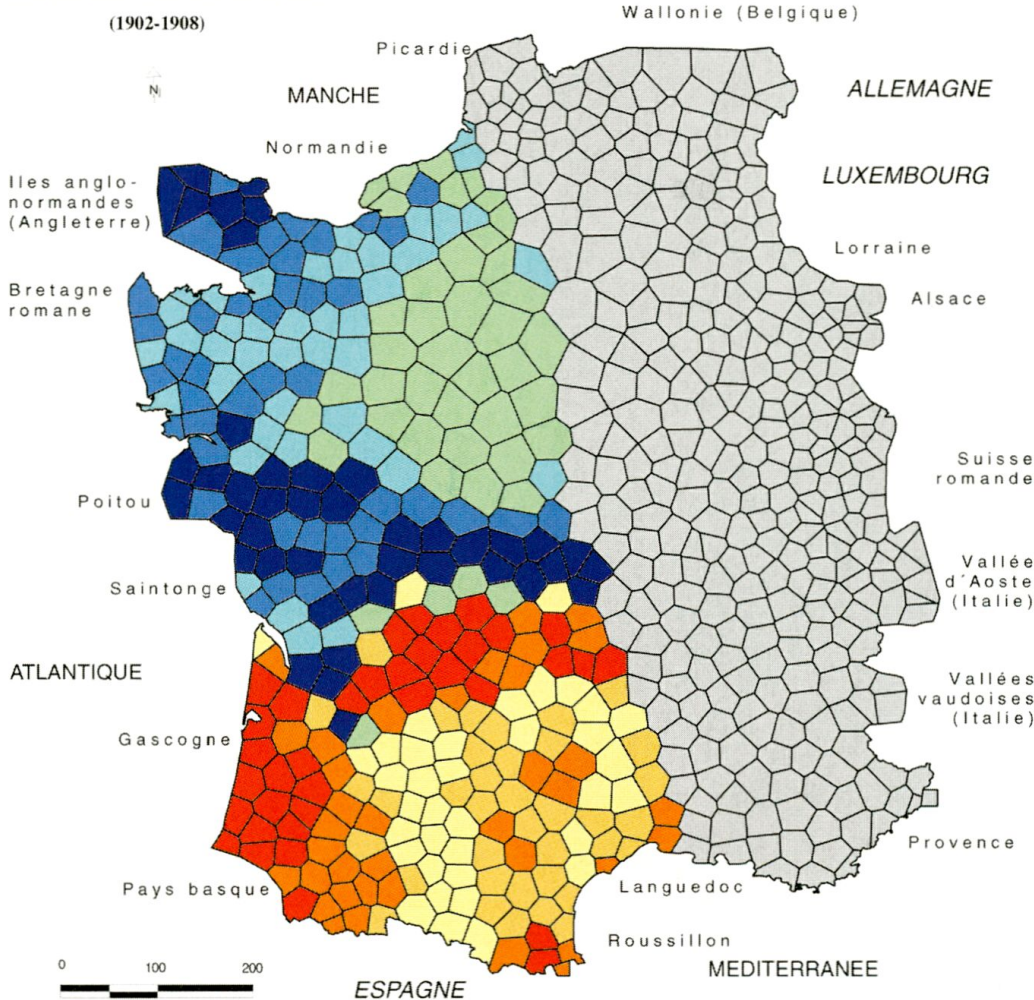 (1902-1908)
Wallonie (Belgique)
Picardie
N
MANCHE
ALLEMAGNE
Normandie
LUXEMBOURG
Iles anglo-
normandes
(Angleterre)
Lorraine
Bretagne
romane
Alsace
Suisse
romande
Poitou
Vallée
d´Aoste
(Italie)
Saintonge
ATLANTIQUE
Vallées
vaudoises
(Italie)
Gascogne
Provence
Pays basque
Languedoc
Roussillon
MEDITERRANEE
0 100 200
ESPAGNE